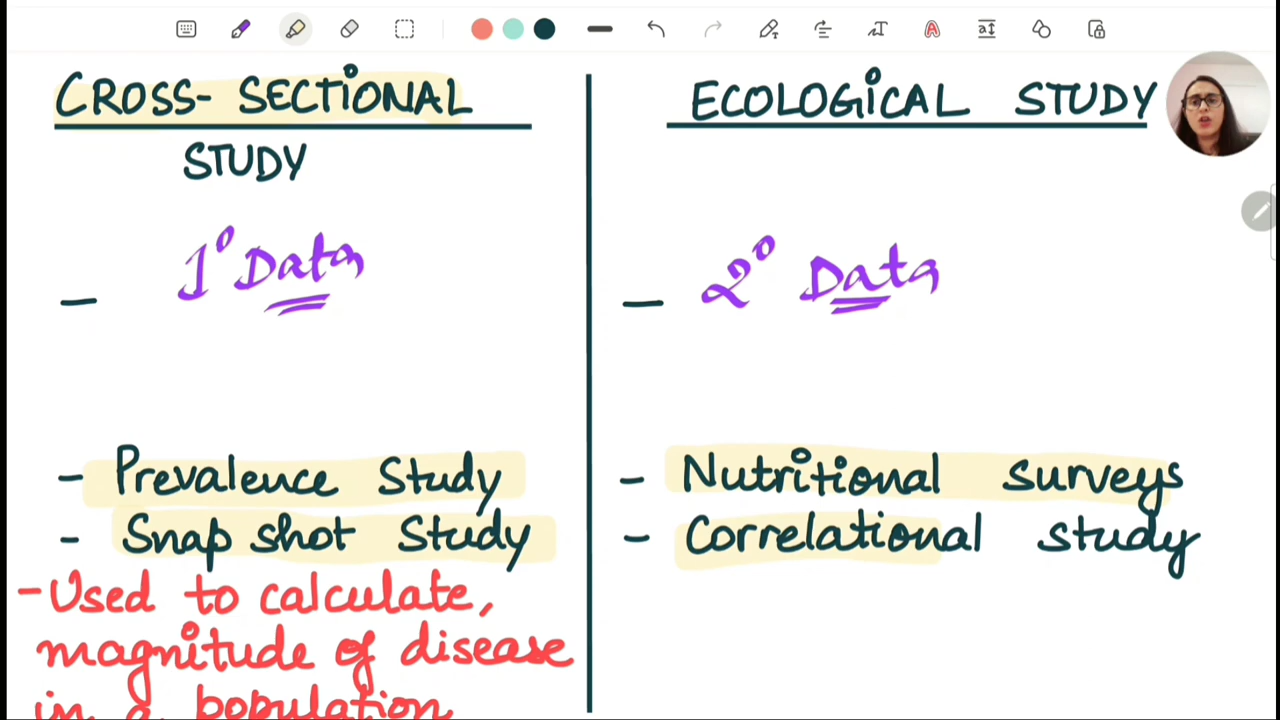 CROSS- SECTIONAL
STUDY
1° Data
-
- Prevalence Study
- Snap shot Study
- Used to calculate,
magnitude of disease
in a population
ECOLOGICAL STUDY
2° Data
-
- Nutritional surveys
- Correlational study